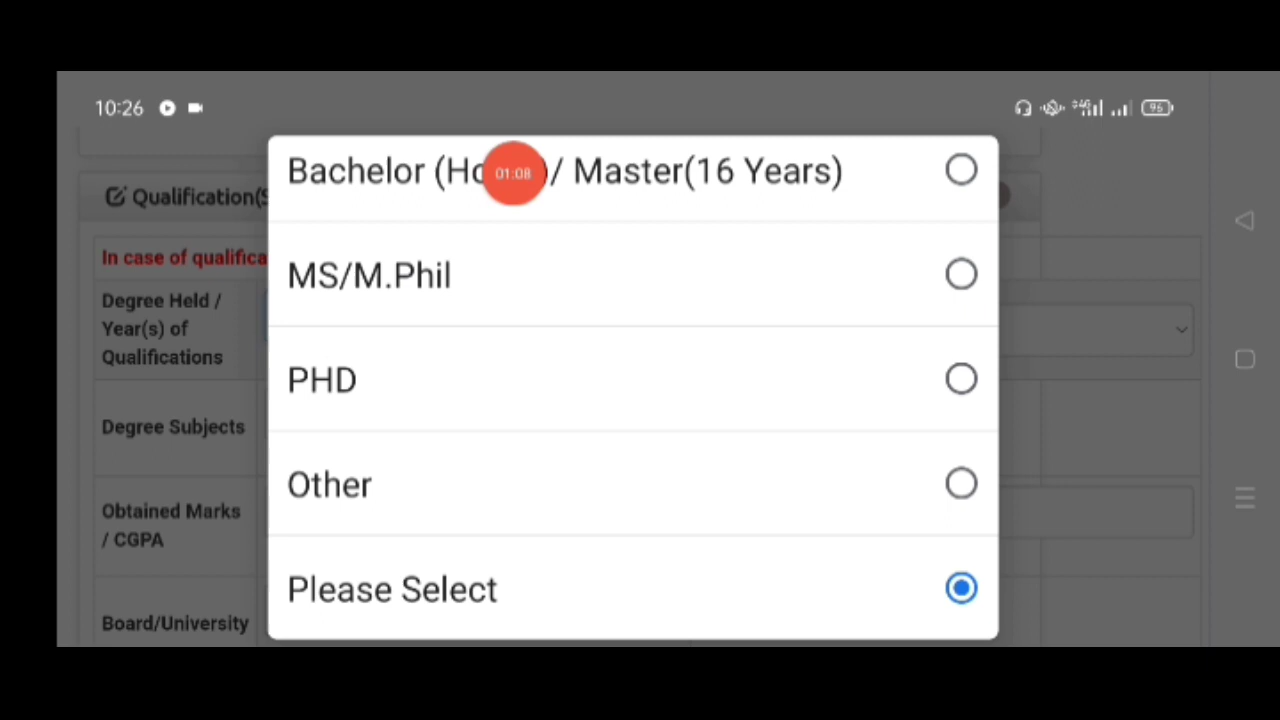 10:26
96
Bachelor (Ho )/ Master(16 Years)
01:08
Qualification(S
In case of qualifica
MS/M.Phil
Degree Held /
Year(s) of
Qualifications
PHD
Degree Subjects
Other
Obtained Marks
/ CGPA
Please Select
Board/University